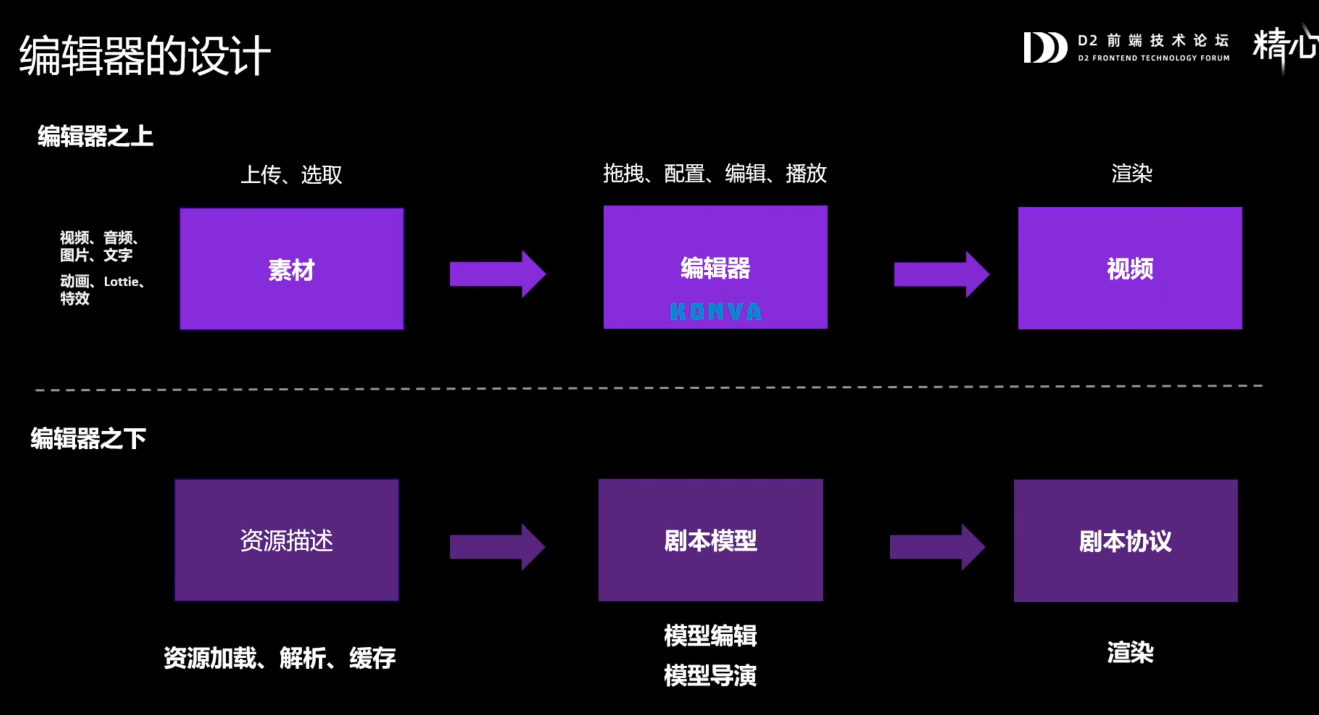 编辑器的设计
D2 前端技术论坛
D2 FRONTEND TECHNOLOGY FORUM
精心
编辑器之上
上传、选取
拖拽、配置、编辑、播放
渲染
视频、音频、
图片、文字
动画、Lottie、
特效
素材
编辑器
KONVA
视频
编辑器之下
资源描述
剧本模型
剧本协议
资源加载、解析、缓存
模型编辑
模型导演
渲染